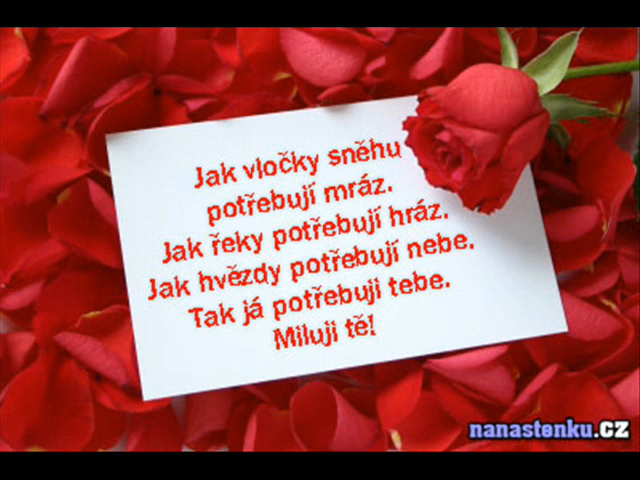 Jak vločky sněhu
potřebují mráz.
Jak řeky potřebují hráz.
Jak hvězdy potřebují nebe.
Tak já potřebuji tebe.
Miluji tě!
nanastenku.cz